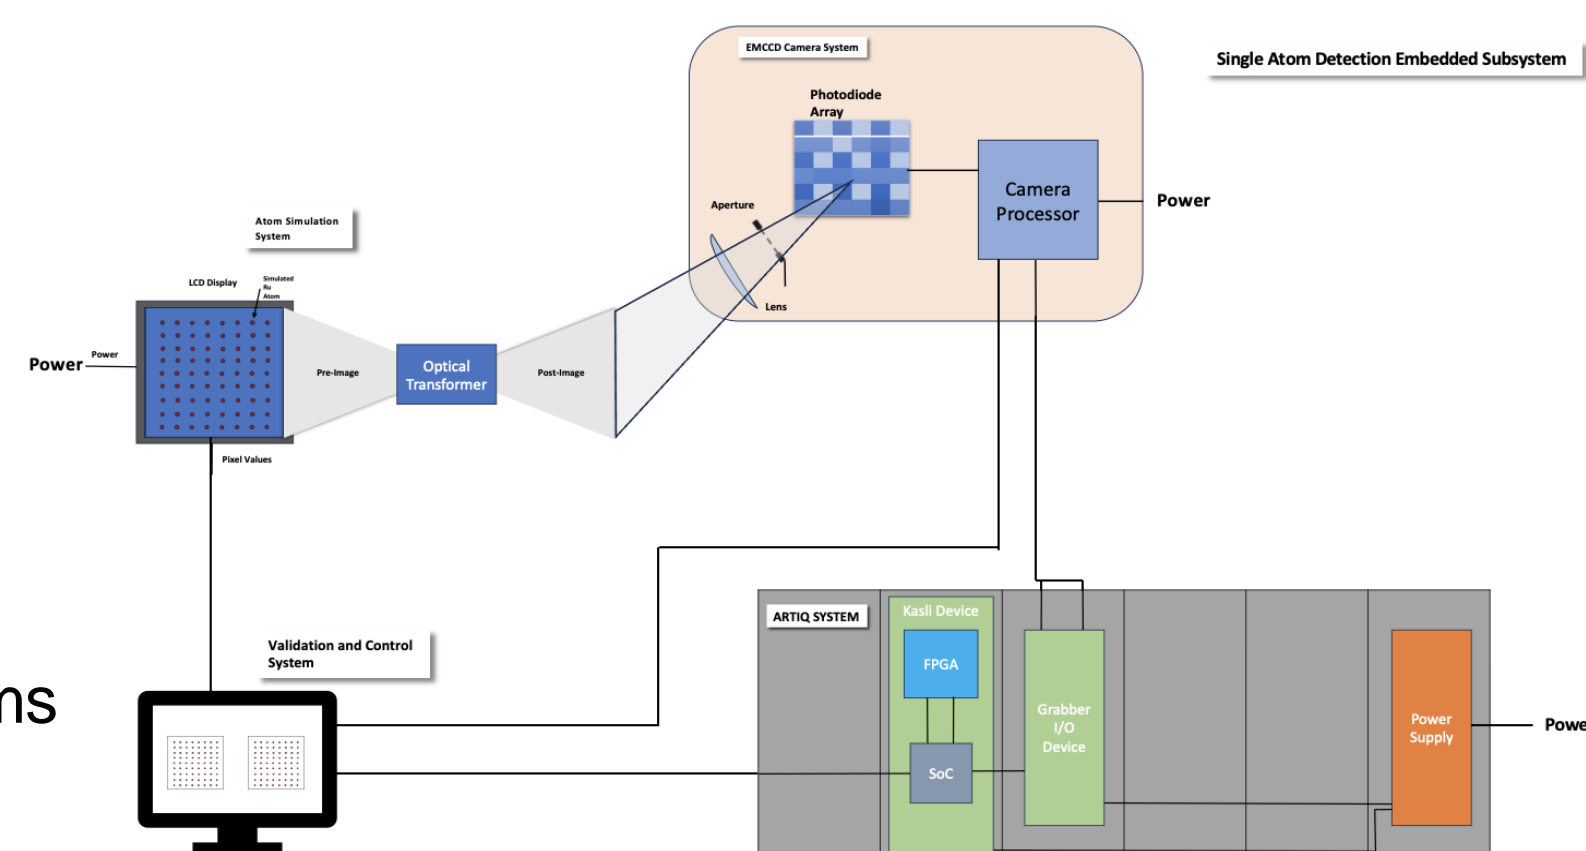 EMCCD Camera System
Single Atom Detection Embedded Subsystem
Photodiode
Array
Camera
Processor
Power
Aperture
Lens
Atom Simulation
System
LCD Display
Simulated
Ru
Atom
Power
Power
Pre-Image
Optical
Transformer
Post-Image
Pixel Values
Validation and Control
System
ms
ARTIQ SYSTEM
Kasli Device
FPGA
SoC
Grabber
I/O
Device
Power
Supply
Powe